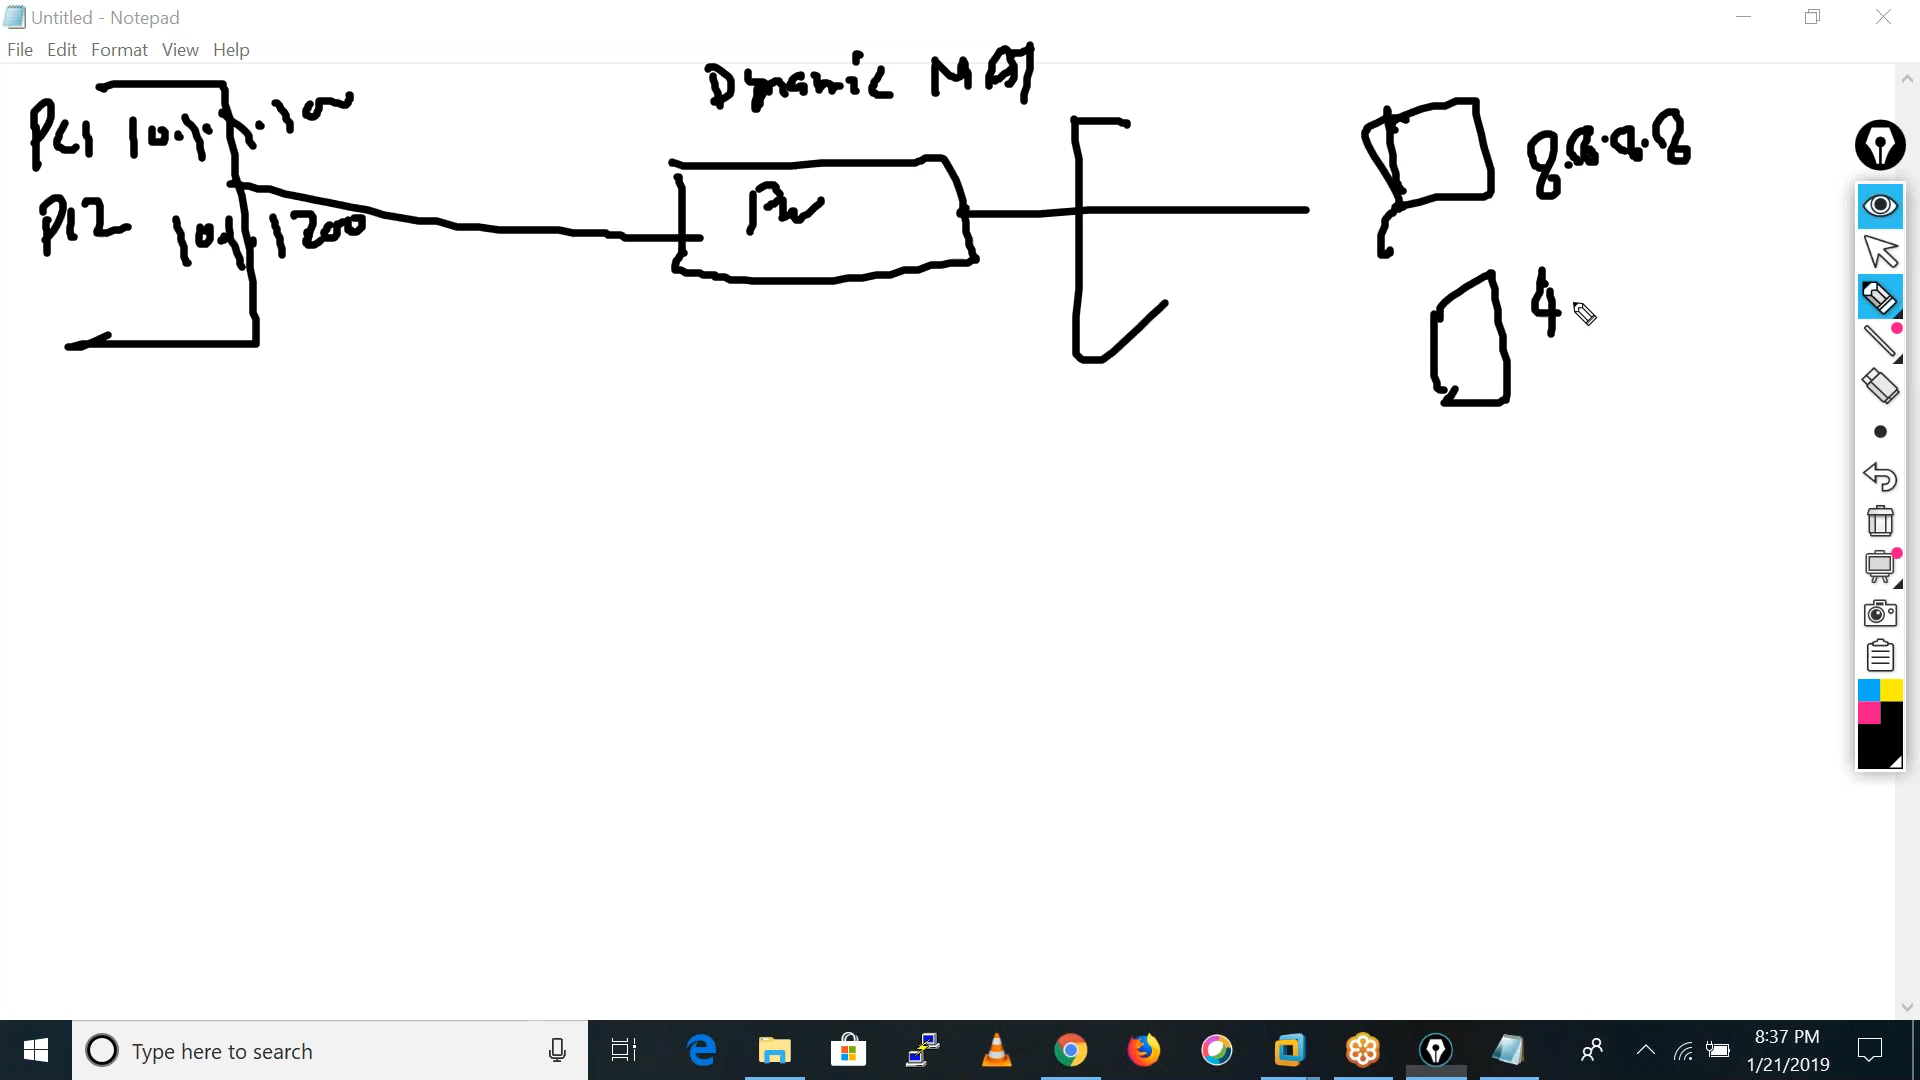 Untitled - Notepad
File Edit Format View Help
Dynamic NAT
PC1 10.1.1.100
8.8.8.8
PC2 10.1.1 200
FW
4
Type here to search
8:37 PM
1/21/2019